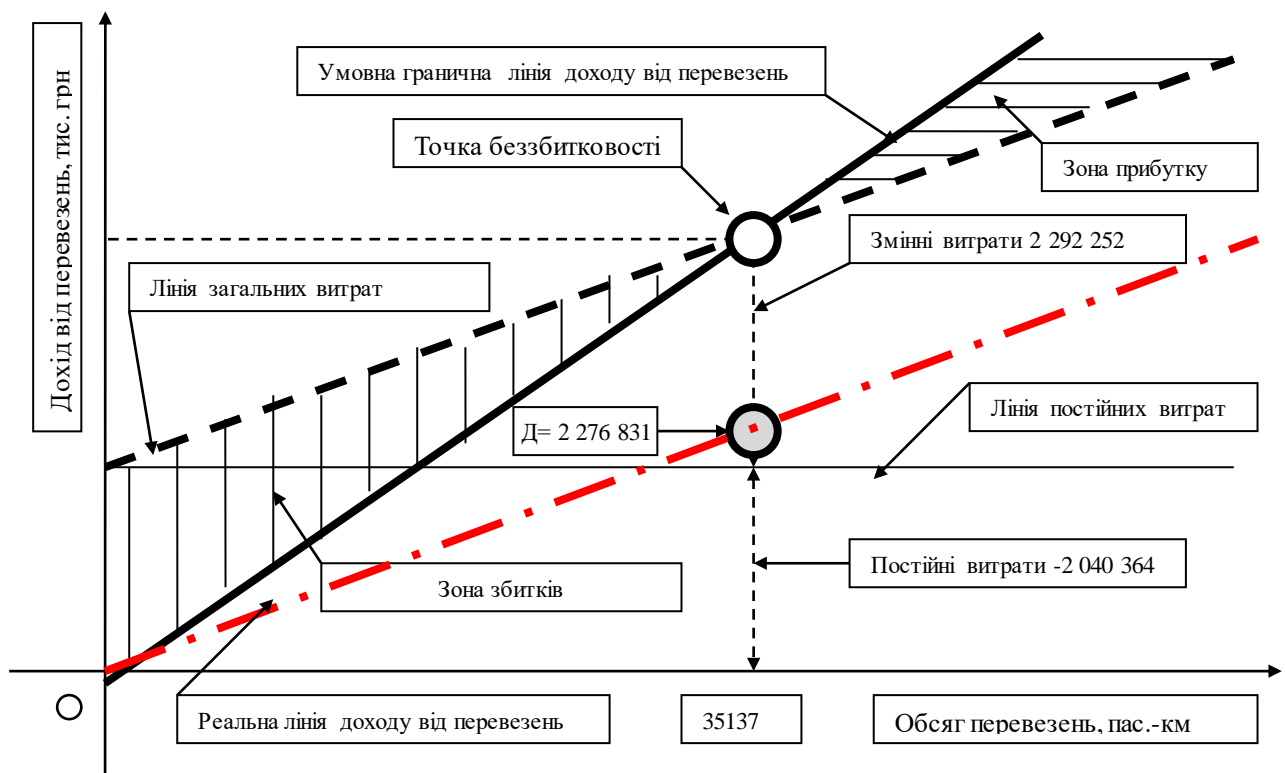 Дохід від перевезень, тис. грн
Умовна гранична лінія доходу від перевезень
Точка беззбитковості
Зона прибутку
Змінні витрати 2 292 252
Лінія загальних витрат
Д= 2 276 831
Лінія постійних витрат
Зона збитків
Постійні витрати -2 040 364
Реальна лінія доходу від перевезень
35137
Обсяг перевезень, пас.-км